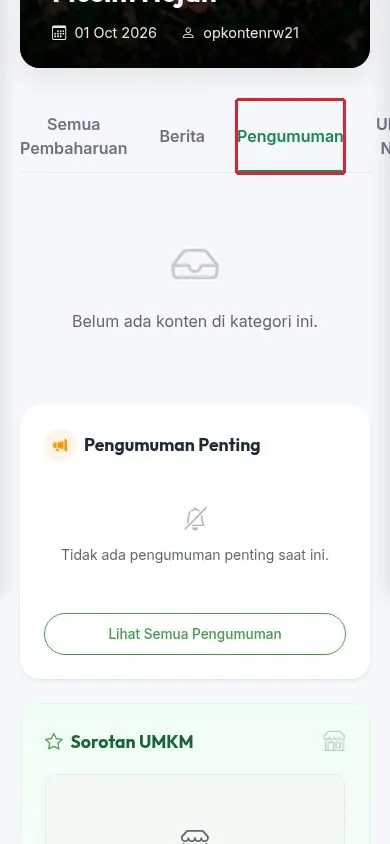 01 Oct 2026 opkontenrw21
Semua
Pembaharuan
Berita
Pengumuman
Belum ada konten di kategori ini.
Pengumuman Penting
Tidak ada pengumuman penting saat ini.
Lihat Semua Pengumuman
Sorotan UMKM